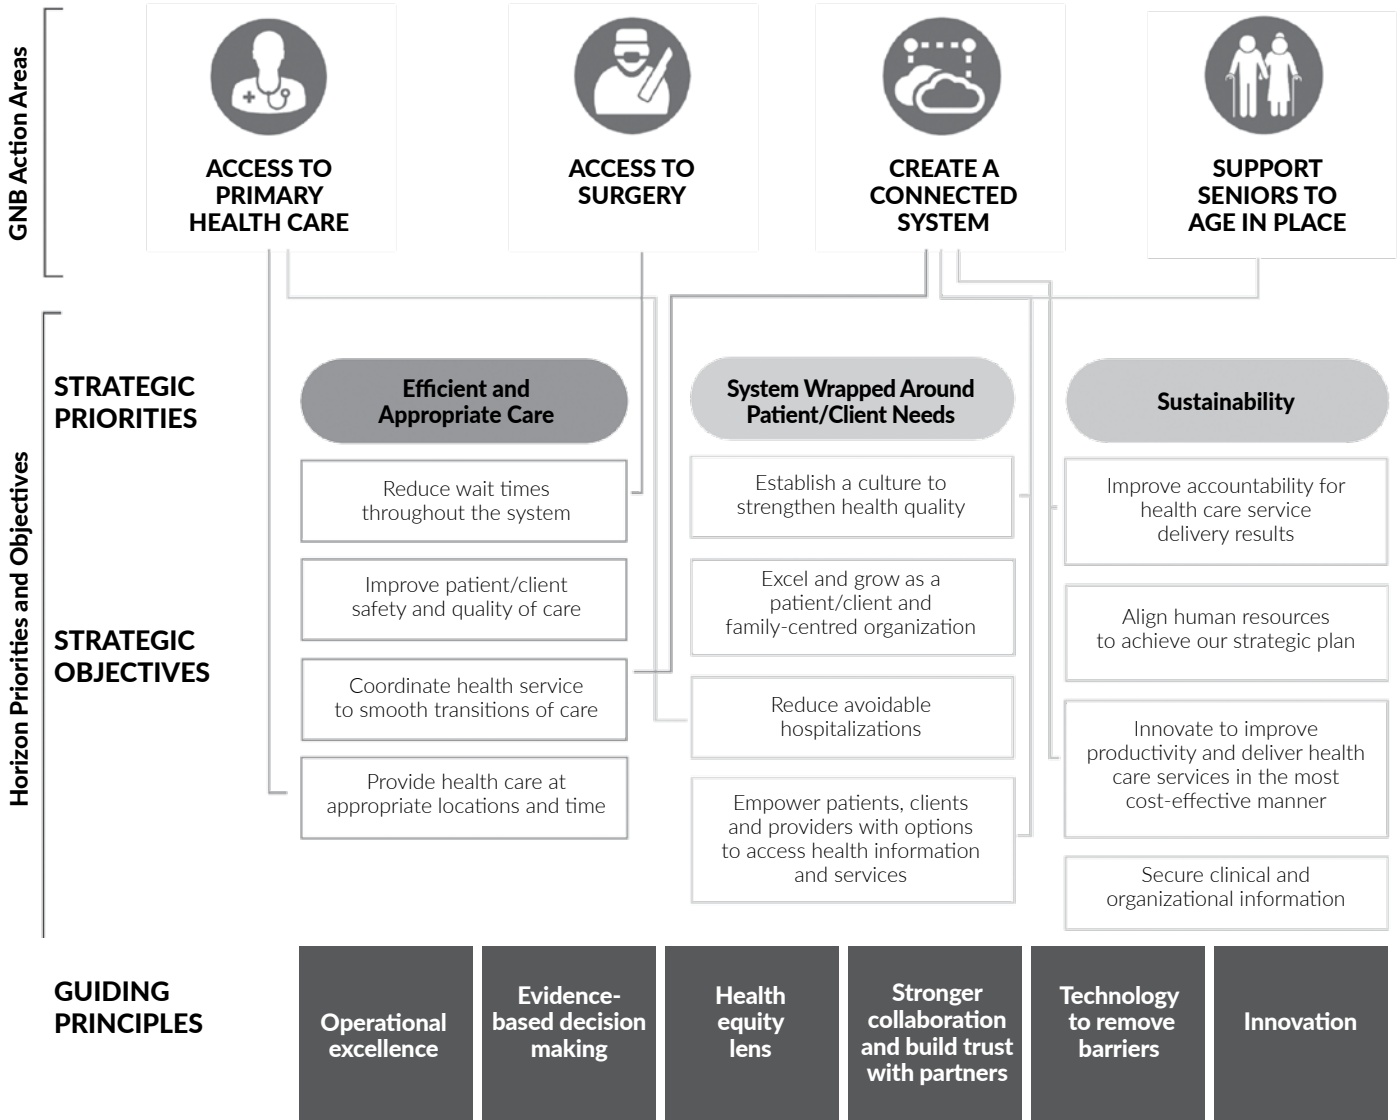 GNB Action Areas
ACCESS TO
PRIMARY
HEALTH CARE
ACCESS TO
SURGERY
CREATE A
CONNECTED
SYSTEM
SUPPORT
SENIORS TO
AGE IN PLACE
Horizon Priorities and Objectives
STRATEGIC
PRIORITIES
Efficient and
Appropriate Care
System Wrapped Around
Patient/Client Needs
Sustainability
STRATEGIC
OBJECTIVES
Reduce wait times
throughout the system
Improve patient/client
safety and quality of care
Coordinate health service
to smooth transitions of care
Provide health care at
appropriate locations and time
Establish a culture to
strengthen health quality
Excel and grow as a
patient/client and
family-centred organization
Reduce avoidable
hospitalizations
Empower patients, clients
and providers with options
to access health information
and services
Improve accountability for
health care service
delivery results
Align human resources
to achieve our strategic plan
Innovate to improve
productivity and deliver health
care services in the most
cost-effective manner
Secure clinical and
organizational information
GUIDING
PRINCIPLES
Operational
excellence
Evidence-
based decision
making
Health
equity
lens
Stronger
collaboration
and build trust
with partners
Technology
to remove
barriers
Innovation